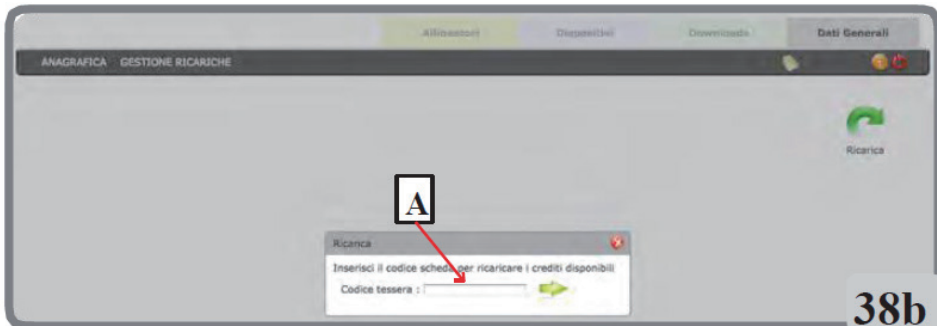 Allineatori Dispositivi Downloads Dati Generali
ANAGRAFICA GESTIONE RICARICHE
Ricarica
A
Ricarica
Inserisci il codice scheda per ricaricare i crediti disponibili
Codice tessera :
38b